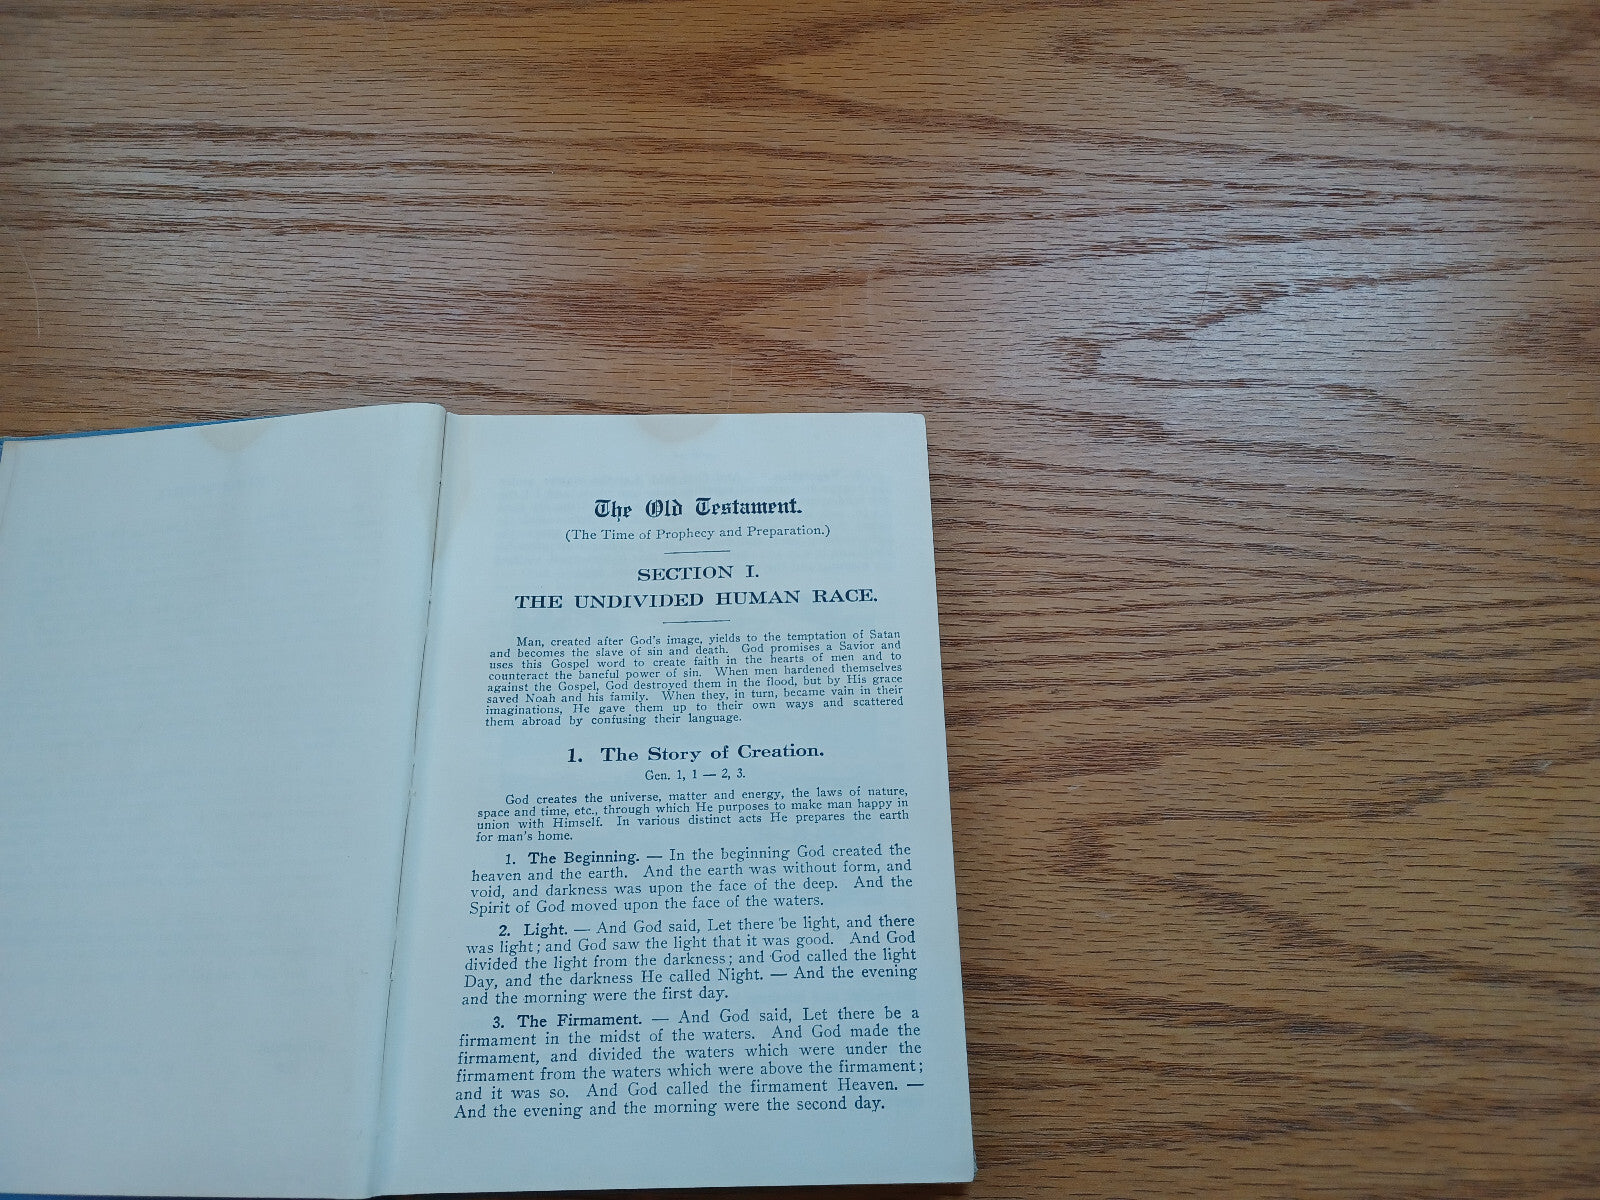 The Old Testament.
(The Time of Prophecy and Preparation.)
SECTION I.
THE UNDIVIDED HUMAN RACE.
Man, created after God's image, yields to the temptation of Satan
and becomes the slave of sin and death. God promises a Savior and
uses this Gospel word to create faith in the hearts of men and to
counteract the baneful power of sin. When men hardened themselves
against the Gospel, God destroyed them in the flood, but by His grace
saved Noah and his family. When they, in turn, became vain in their
imaginations, He gave them up to their own ways and scattered
them abroad by confusing their language.
1. The Story of Creation.
Gen. 1, 1 — 2, 3.
God creates the universe, matter and energy, the laws of nature,
space and time, etc., through which He purposes to make man happy in
union with Himself. In various distinct acts He prepares the earth
for man's home.
1. The Beginning. — In the beginning God created the
heaven and the earth. And the earth was without form, and
void, and darkness was upon the face of the deep. And the
Spirit of God moved upon the face of the waters.
2. Light. — And God said, Let there be light, and there
was light; and God saw the light that it was good. And God
divided the light from the darkness; and God called the light
Day, and the darkness He called Night. — And the evening
and the morning were the first day.
3. The Firmament. — And God said, Let there be a
firmament in the midst of the waters. And God made the
firmament, and divided the waters which were under the
firmament from the waters which were above the firmament;
and it was so. And God called the firmament Heaven. —
And the evening and the morning were the second day.